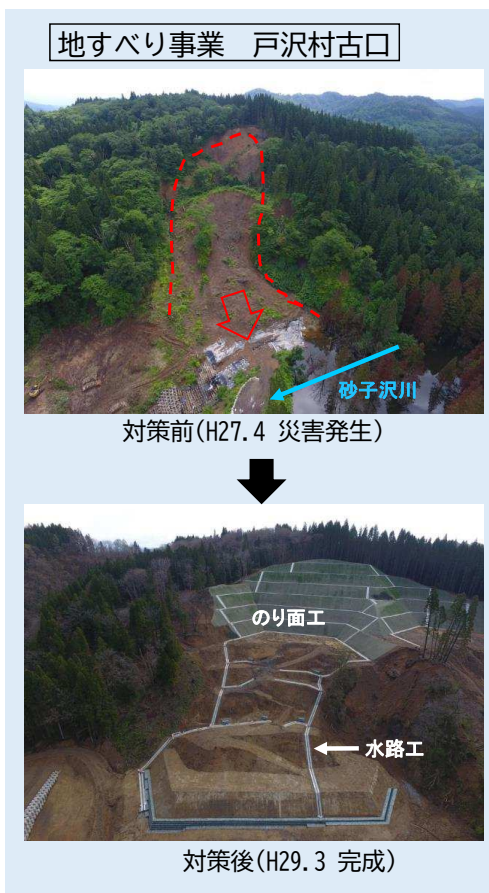 地すべり事業　戸沢村古口
砂子沢川
対策前(H27.4 災害発生)
のり面工
水路工
対策後(H29.3 完成)